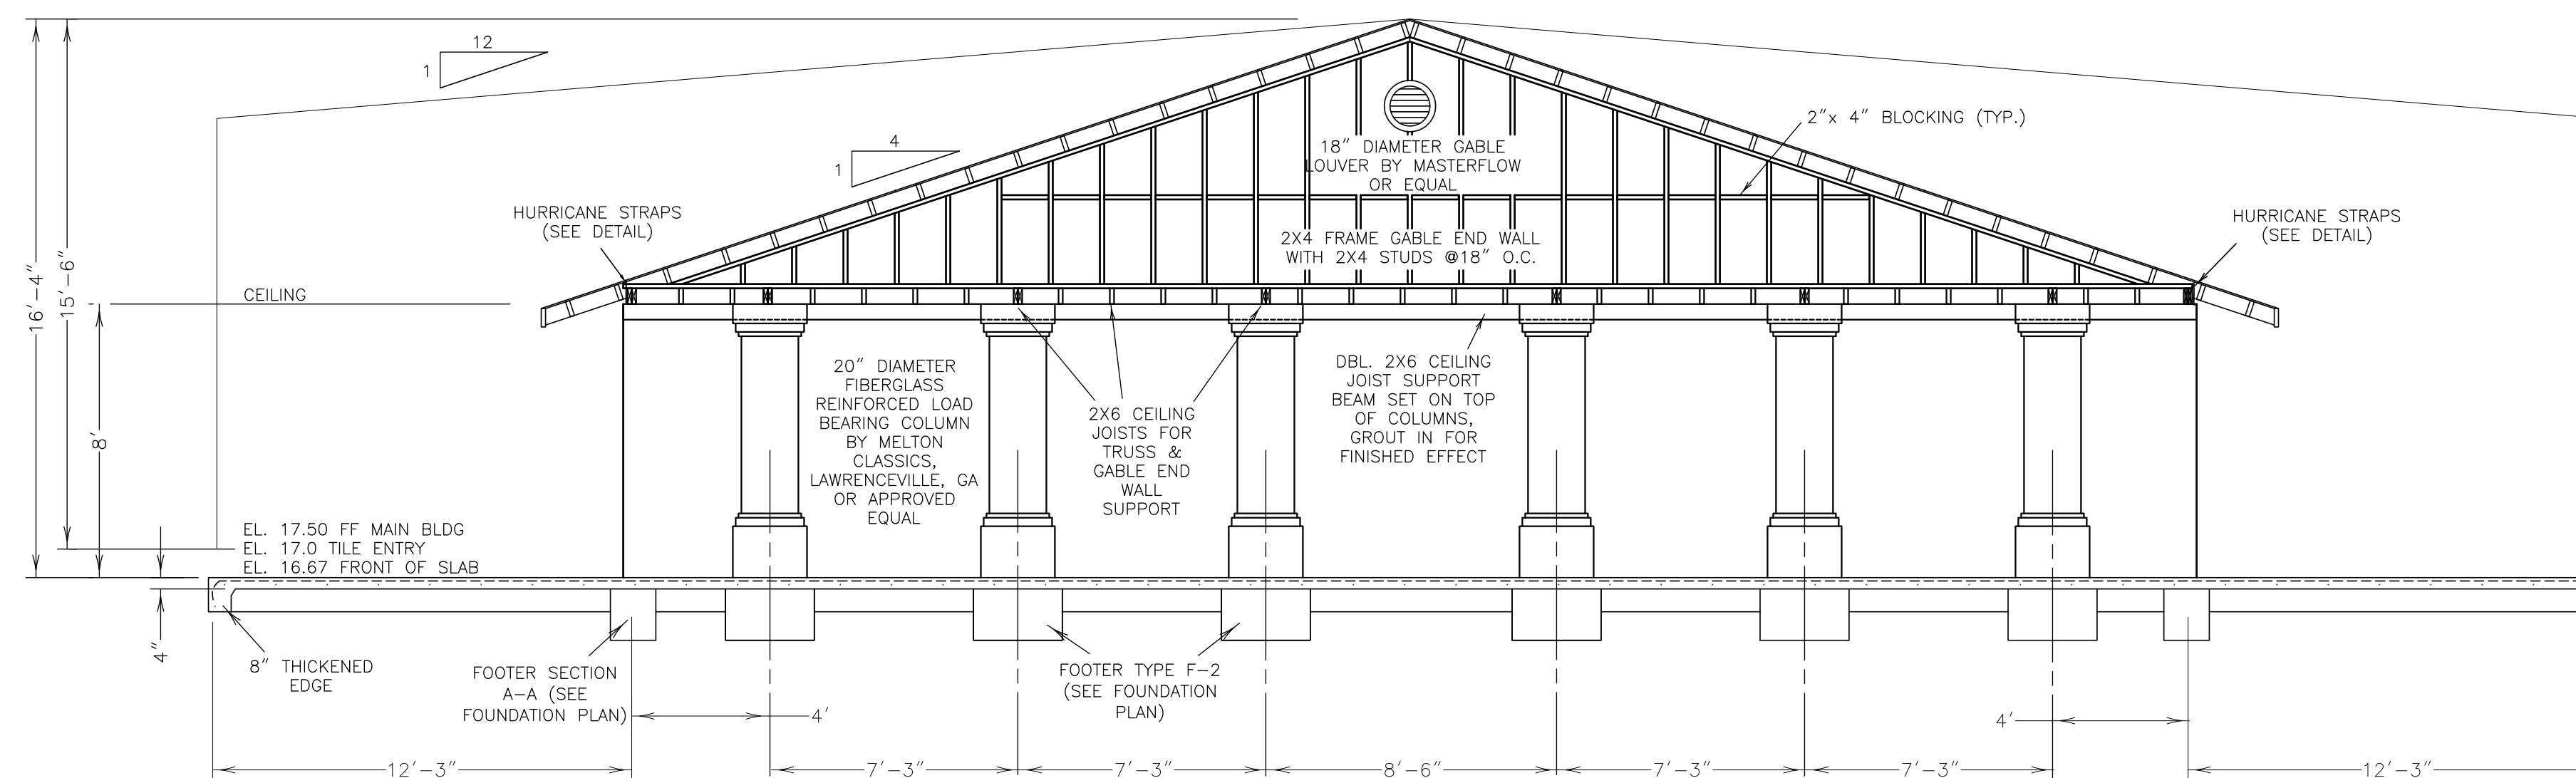 12
1
4
1
16'-4"
15'-6"
8'
4"
CEILING
HURRICANE STRAPS
(SEE DETAIL)
18" DIAMETER GABLE
LOUVER BY MASTERFLOW
OR EQUAL
2"x 4" BLOCKING (TYP.)
2X4 FRAME GABLE END WALL
WITH 2X4 STUDS @18" O.C.
HURRICANE STRAPS
(SEE DETAIL)
20" DIAMETER
FIBERGLASS
REINFORCED LOAD
BEARING COLUMN
BY MELTON
CLASSICS,
LAWRENCEVILLE, GA
OR APPROVED
EQUAL
2X6 CEILING
JOISTS FOR
TRUSS &
GABLE END
WALL
SUPPORT
DBL. 2X6 CEILING
JOIST SUPPORT
BEAM SET ON TOP
OF COLUMNS,
GROUT IN FOR
FINISHED EFFECT
EL. 17.50 FF MAIN BLDG
EL. 17.0 TILE ENTRY
EL. 16.67 FRONT OF SLAB
8" THICKENED
EDGE
FOOTER SECTION
A-A (SEE
FOUNDATION PLAN)
FOOTER TYPE F-2
(SEE FOUNDATION
PLAN)
4'
4'
12'-3"
7'-3"
7'-3"
8'-6"
7'-3"
7'-3"
12'-3"